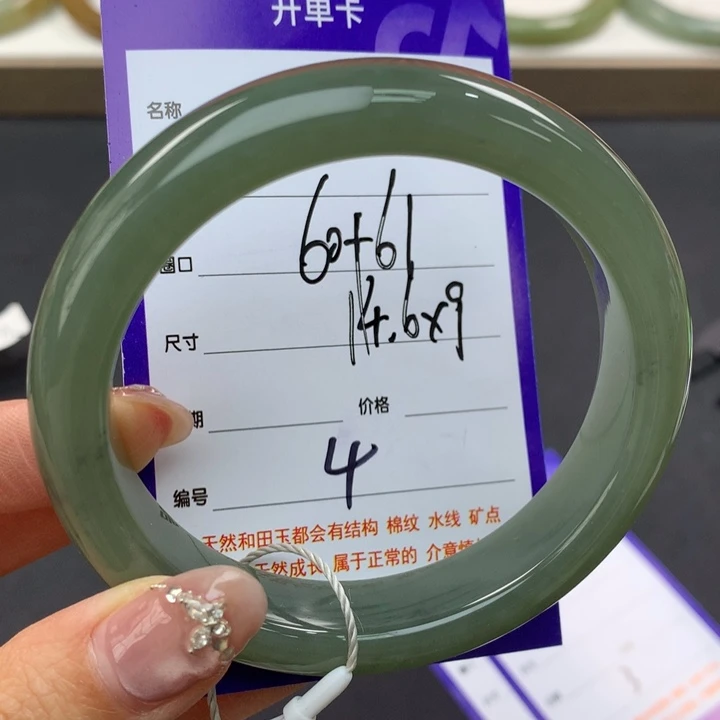 开单卡
名称
60+61
圈口
14.6x9
尺寸
期 价格
4
编号
天然和田玉都会有结构 棉纹 水线 矿点
天然成长 属于正常的 介意慎